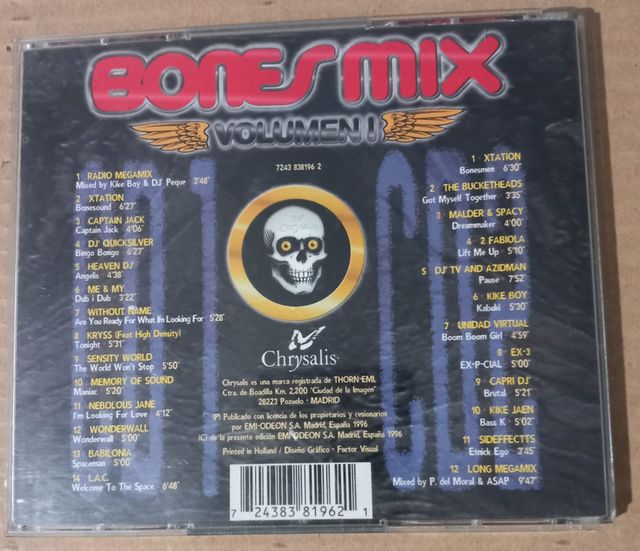 BONES MIX
VOLUMEN I
1 RADIO MEGAMIX
Mixed by Kike Boy & DJ' Peque 3'48"
2 XTATION
Bonesound 6'27"
3 CAPTAIN JACK
Captain Jack 4'06"
4 DJ QUICKSILVER
Bingo Bongo 6'27"
5 HEAVEN DJ'
Angelis 4'38"
6 ME & MY
Dub i Dub 3'22"
7 WITHOUT NAME
Are You Ready For What I'm Looking For 5'28"
8 KRYSS (Feat High Density)
Tonight 5'31"
9 SENSITY WORLD
The World Won't Stop 5'50"
10 MEMORY OF SOUND
Maniac 5'20"
11 NEBOLOUS JANE
I'm Looking For Love 4'12"
12 WONDERWALL
Wonderwall 5'00"
13 BABILONIA
Spaceman 5'00"
14 L.A.C.
Welcome To The Space 6'48"
CD1
7243 838196 2
Chrysalis
Chrysalis
Chrysalis es una marca registrada de THORN-EMI,
Ctra. de Boadilla Km. 2,200 "Ciudad de la Imagen"
28223 Pozuelo · MADRID
(P) Publicado con licencia de los propietarios y cesionarios
por EMI-ODEON S.A. Madrid, España 1996
(C) de la presente edición EMI-ODEON S.A. Madrid, España 1996
Printed in Holland / Diseño Gráfico · Factor Visual
7 24383 81962 1
CD2
1 · XTATION
Bonesmen 6'30"
2 · THE BUCKETHEADS
Got Myself Together 3'35"
3 · MALDER & SPACY
Dreammaker 4'00"
4 · 2 FABIOLA
Lift Me Up 5'10"
5 · DJ' TV AND AZIDMAN
Pause 7'52"
6 · KIKE BOY
Kabuki 5'30"
7 · UNIDAD VIRTUAL
Boom Boom Girl 4'59"
8 · EX-3
EX-P-CIAL 5'00"
9 · CAPRI DJ'
Brutal 5'21"
10 · KIKE JAEN
Bass K 5'02"
11 SIDEFFECTTS
Etnick Ego 3'45"
12 LONG MEGAMIX
Mixed by P. del Moral & ASAP 9'47"